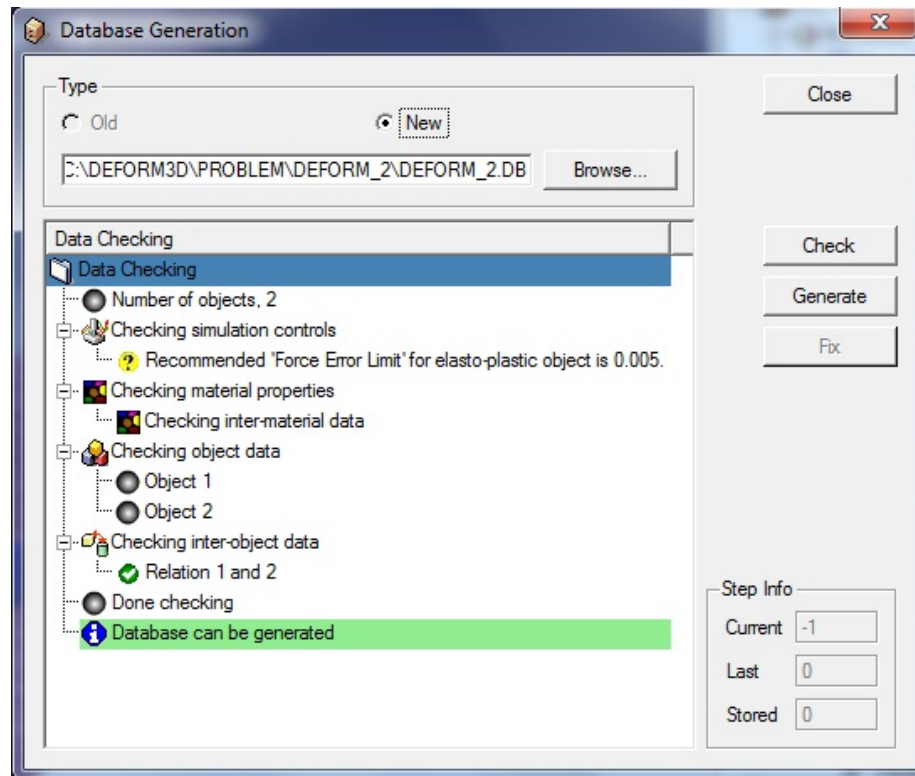 Database Generation
Type
Old
New
C:\DEFORM3D\PROBLEM\DEFORM_2\DEFORM_2.DB
Browse...
Close
Data Checking
Data Checking
Number of objects, 2
Checking simulation controls
Recommended 'Force Error Limit' for elasto-plastic object is 0.005.
Checking material properties
Checking inter-material data
Checking object data
Object 1
Object 2
Checking inter-object data
Relation 1 and 2
Done checking
Database can be generated
Check
Generate
Fix
Step Info
Current -1
Last 0
Stored 0